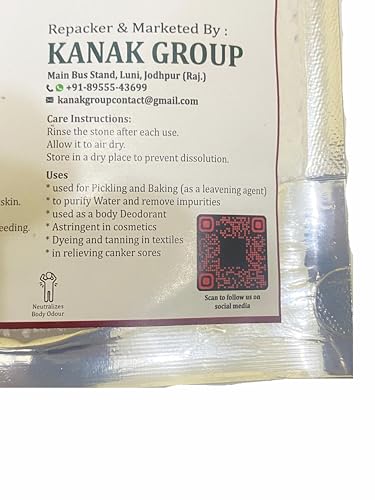 Repacker & Marketed By :
KANAK GROUP
Main Bus Stand, Luni, Jodhpur (Raj.)
+91-89555-43699
kanakgroupcontact@gmail.com
Care Instructions:
Rinse the stone after each use.
Allow it to air dry.
Store in a dry place to prevent dissolution.
Uses
* used for Pickling and Baking (as a leavening agent)
skin.
* to purify Water and remove impurities
* used as a body Deodorant
eeding.
* Astringent in cosmetics
* Dyeing and tanning in textiles
* in relieving canker sores
Neutralizes
Body Odour
Scan to follow us on
social media